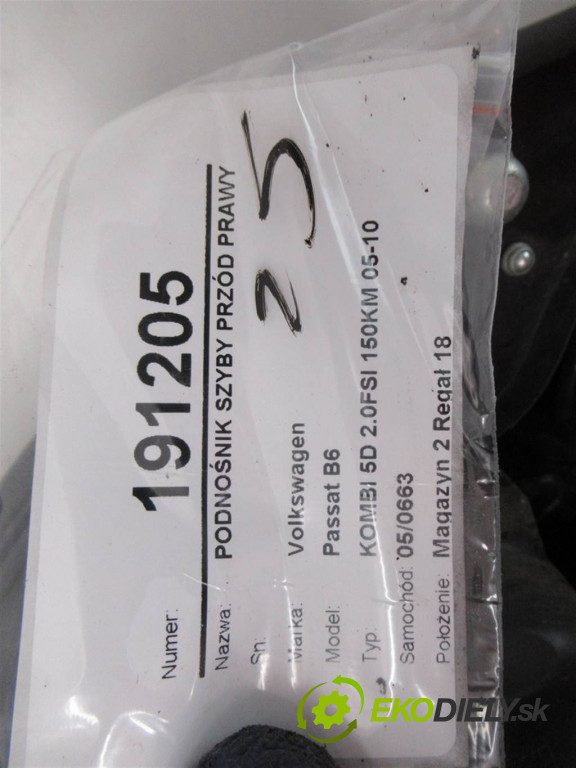 Numer: 191205
Nazwa: PODNOŚNIK SZYBY PRZÓD PRAWY
Sn:
25
Marka: Volkswagen
Model: Passat B6
Typ: KOMBI 5D 2.0FSI 150KM 05-10
Samochód: 05/0663
Położenie: Magazyn 2 Regał 18
EKODIELY.sk